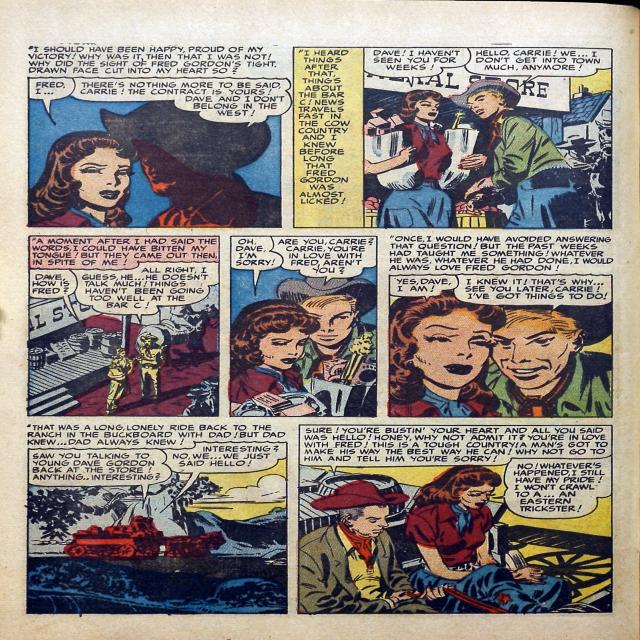 "I SHOULD HAVE BEEN HAPPY, PROUD OF MY
VICTORY! WHY WAS IT, THEN THAT I WAS NOT!
WHY DID THE SIGHT OF FRED GORDON'S TIGHT,
DRAWN FACE CUT INTO MY HEART SO?
FRED,
I...
THERE'S NOTHING MORE TO BE SAID,
CARRIE! THE CONTRACT IS YOURS!
DAVE AND I DON'T
BELONG IN THE
WEST!
"I HEARD
THINGS
AFTER
THAT,
THINGS
ABOUT
THE BAR
C! NEWS
TRAVELS
FAST IN
THE COW
COUNTRY
AND I
KNEW
BEFORE
LONG
THAT
FRED
GORDON
WAS
ALMOST
LICKED!
DAVE! I HAVEN'T
SEEN YOU FOR
WEEKS!
HELLO, CARRIE! WE... I
DON'T GET INTO TOWN
MUCH, ANYMORE!
"A MOMENT AFTER I HAD SAID THE
WORDS, I COULD HAVE BITTEN MY
TONGUE! BUT THEY CAME OUT THEN,
IN SPITE OF ME!
DAVE,
HOW IS
FRED?
ALL RIGHT, I
GUESS, HE... HE DOESN'T
TALK MUCH! THINGS
HAVEN'T BEEN GOING
TOO WELL AT THE
BAR C!
OH,
DAVE,
I'M
SORRY!
ARE YOU, CARRIE?
CARRIE, YOU'RE
IN LOVE WITH
FRED, AREN'T
YOU?
"ONCE, I WOULD HAVE AVOIDED ANSWERING
THAT QUESTION! BUT THE PAST WEEKS
HAD TAUGHT ME SOMETHING! WHATEVER
HE WAS, WHATEVER HE HAD DONE, I WOULD
ALWAYS LOVE FRED GORDON!
YES, DAVE,
I AM!
I KNEW IT! THAT'S WHY...
SEE YOU LATER, CARRIE!
I'VE GOT THINGS TO DO!
"THAT WAS A LONG, LONELY RIDE BACK TO THE
RANCH IN THE BUCKBOARD WITH DAD! BUT DAD
KNEW... DAD ALWAYS KNEW!
SAW YOU TALKING TO
YOUNG DAVE GORDON
BACK AT THE STORE!
ANYTHING... INTERESTING?
INTERESTING?
NO, WE... WE JUST
SAID HELLO!
SURE! YOU'RE BUSTIN' YOUR HEART AND ALL YOU SAID
WAS HELLO! HONEY, WHY NOT ADMIT IT? YOU'RE IN LOVE
WITH FRED! THIS IS A TOUGH COUNTRY! A MAN'S GOT TO
MAKE HIS WAY THE BEST WAY HE CAN! WHY NOT GO TO
HIM AND TELL HIM YOU'RE SORRY!
NO! WHATEVER'S
HAPPENED, I STILL
HAVE MY PRIDE!
I WON'T CRAWL
TO A... AN
EASTERN
TRICKSTER!